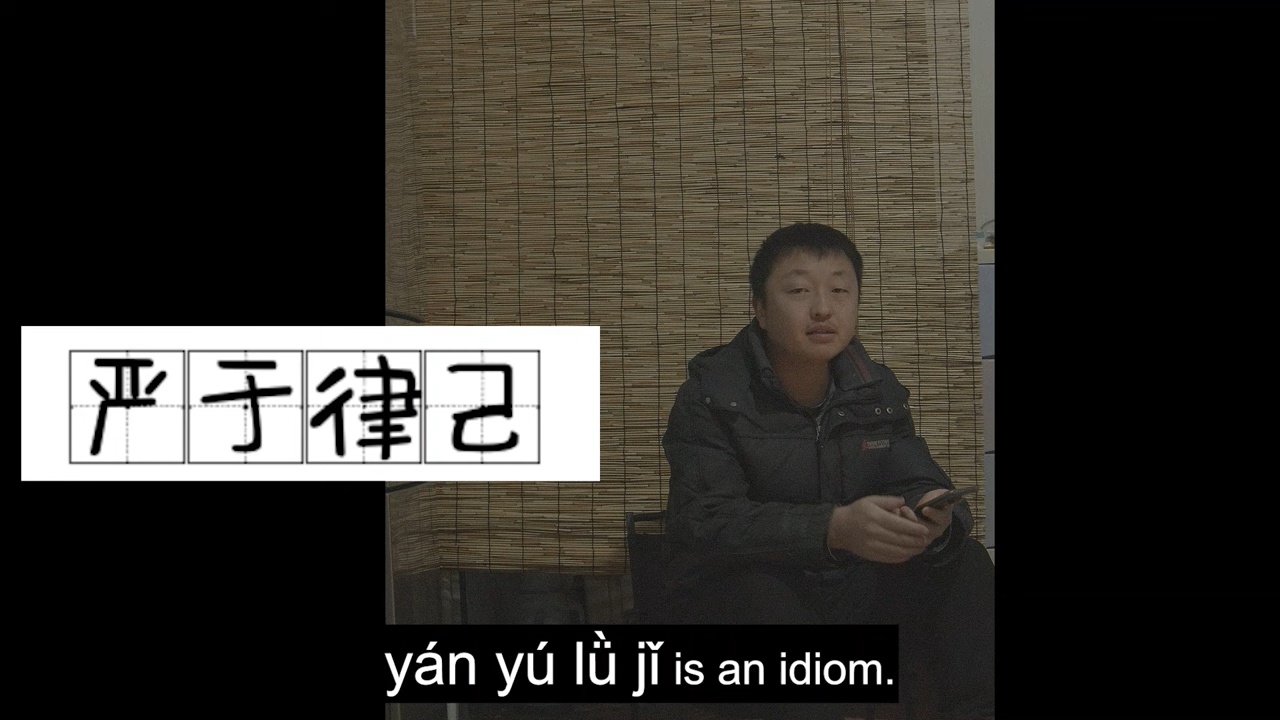 严于律己
yán yú lǜ jǐ is an idiom.